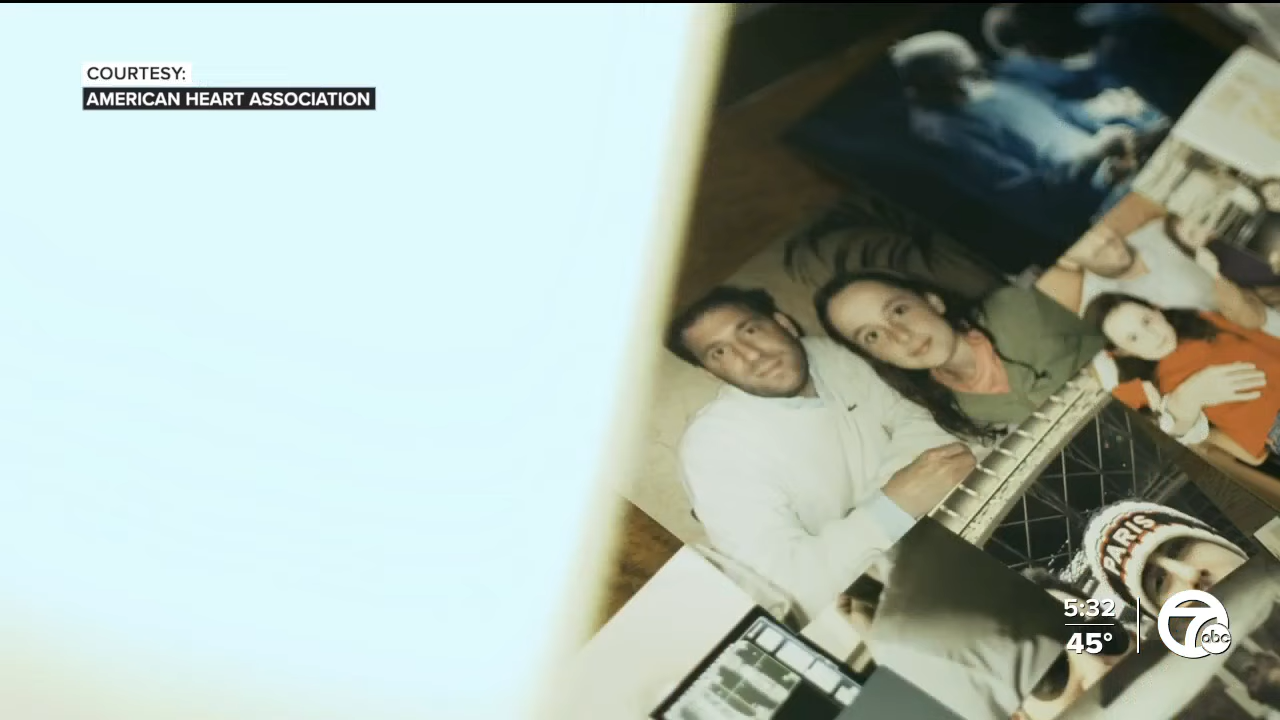 COURTESY:
AMERICAN HEART ASSOCIATION
PARIS
5:32
45°
7
abc